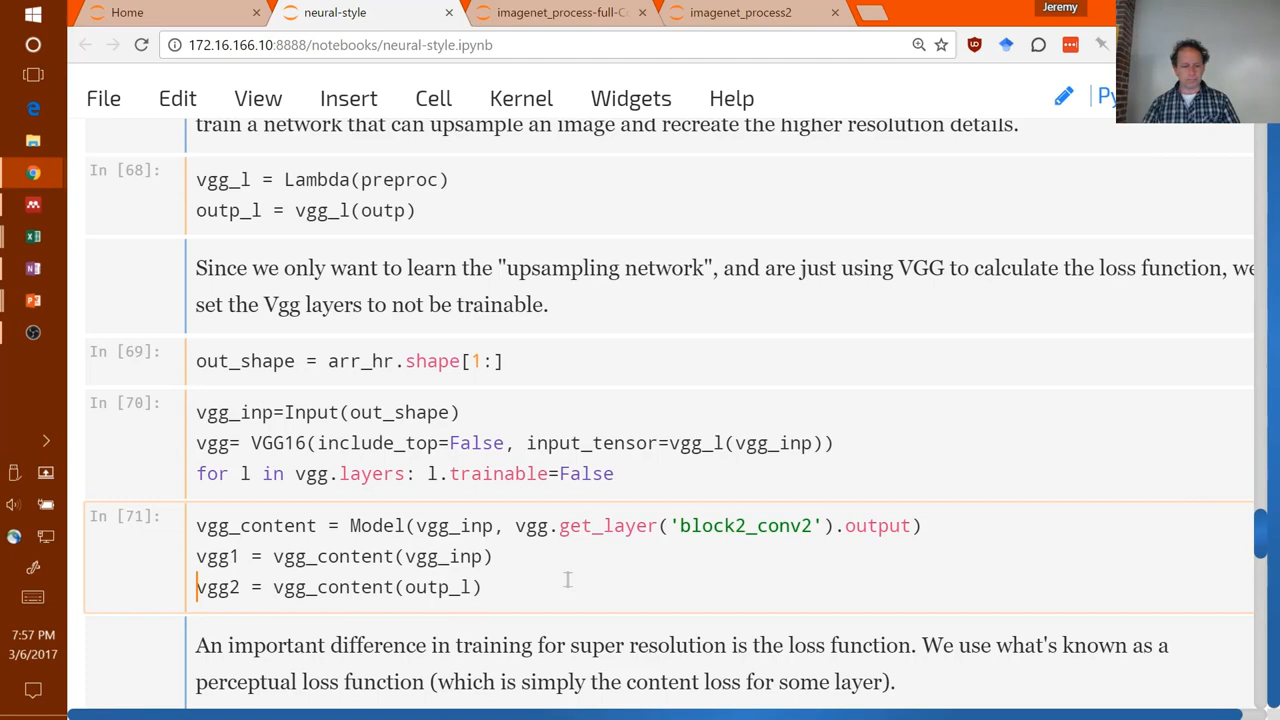 Home
neural-style
imagenet_process-full-C
imagenet_process2
Jeremy
172.16.166.10:8888/notebooks/neural-style.ipynb
File Edit View Insert Cell Kernel Widgets Help
train a network that can upsample an image and recreate the higher resolution details.
In [68]:
vgg_l = Lambda(preproc)
outp_l = vgg_l(outp)
Since we only want to learn the "upsampling network", and are just using VGG to calculate the loss function, we
set the Vgg layers to not be trainable.
In [69]:
out_shape = arr_hr.shape[1:]
In [70]:
vgg_inp=Input(out_shape)
vgg= VGG16(include_top=False, input_tensor=vgg_l(vgg_inp))
for l in vgg.layers: l.trainable=False
In [71]:
vgg_content = Model(vgg_inp, vgg.get_layer('block2_conv2').output)
vgg1 = vgg_content(vgg_inp)
vgg2 = vgg_content(outp_l)
An important difference in training for super resolution is the loss function. We use what's known as a
perceptual loss function (which is simply the content loss for some layer).
7:57 PM
3/6/2017